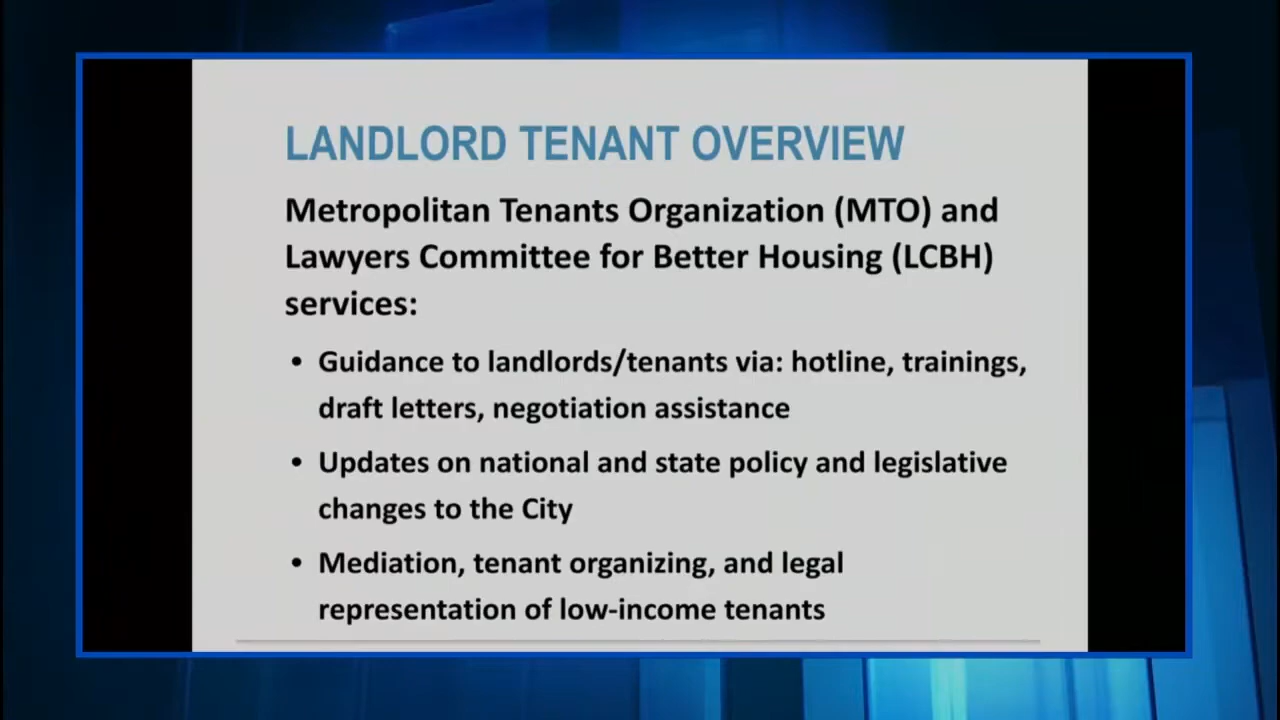 LANDLORD TENANT OVERVIEW
Metropolitan Tenants Organization (MTO) and
Lawyers Committee for Better Housing (LCBH)
services:
• Guidance to landlords/tenants via: hotline, trainings,
draft letters, negotiation assistance
• Updates on national and state policy and legislative
changes to the City
• Mediation, tenant organizing, and legal
representation of low-income tenants